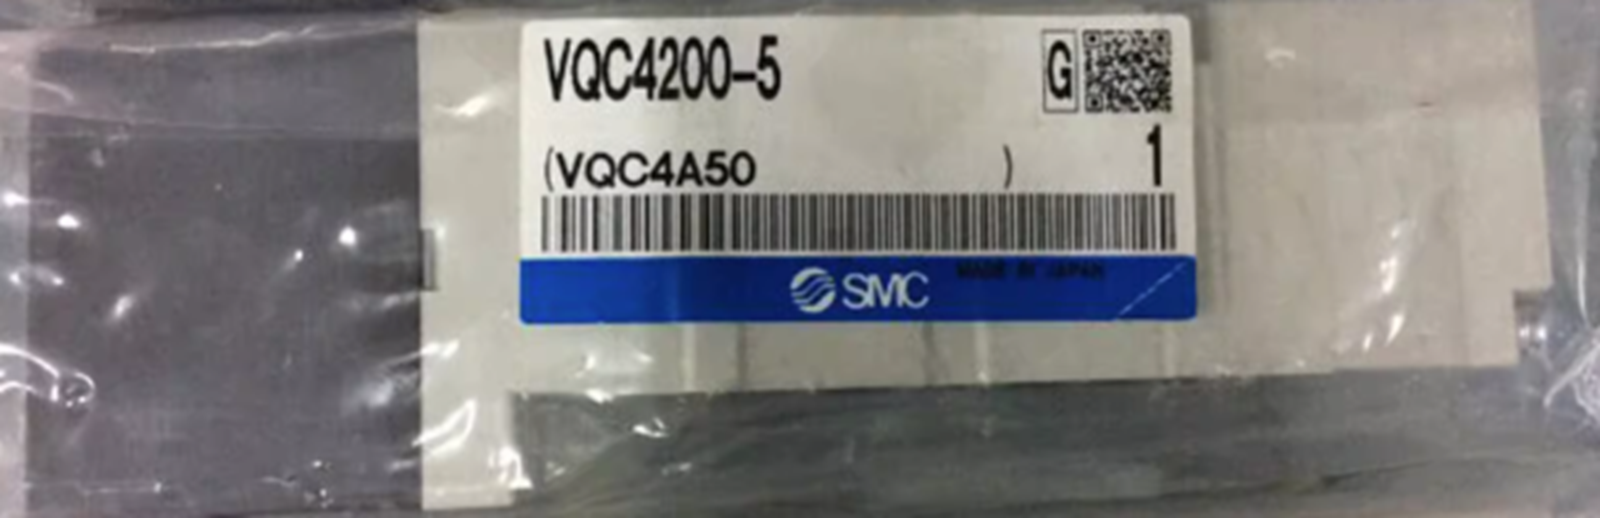 VQC4200-5 G
(VQC4A50 ) 1
SMC MADE IN JAPAN